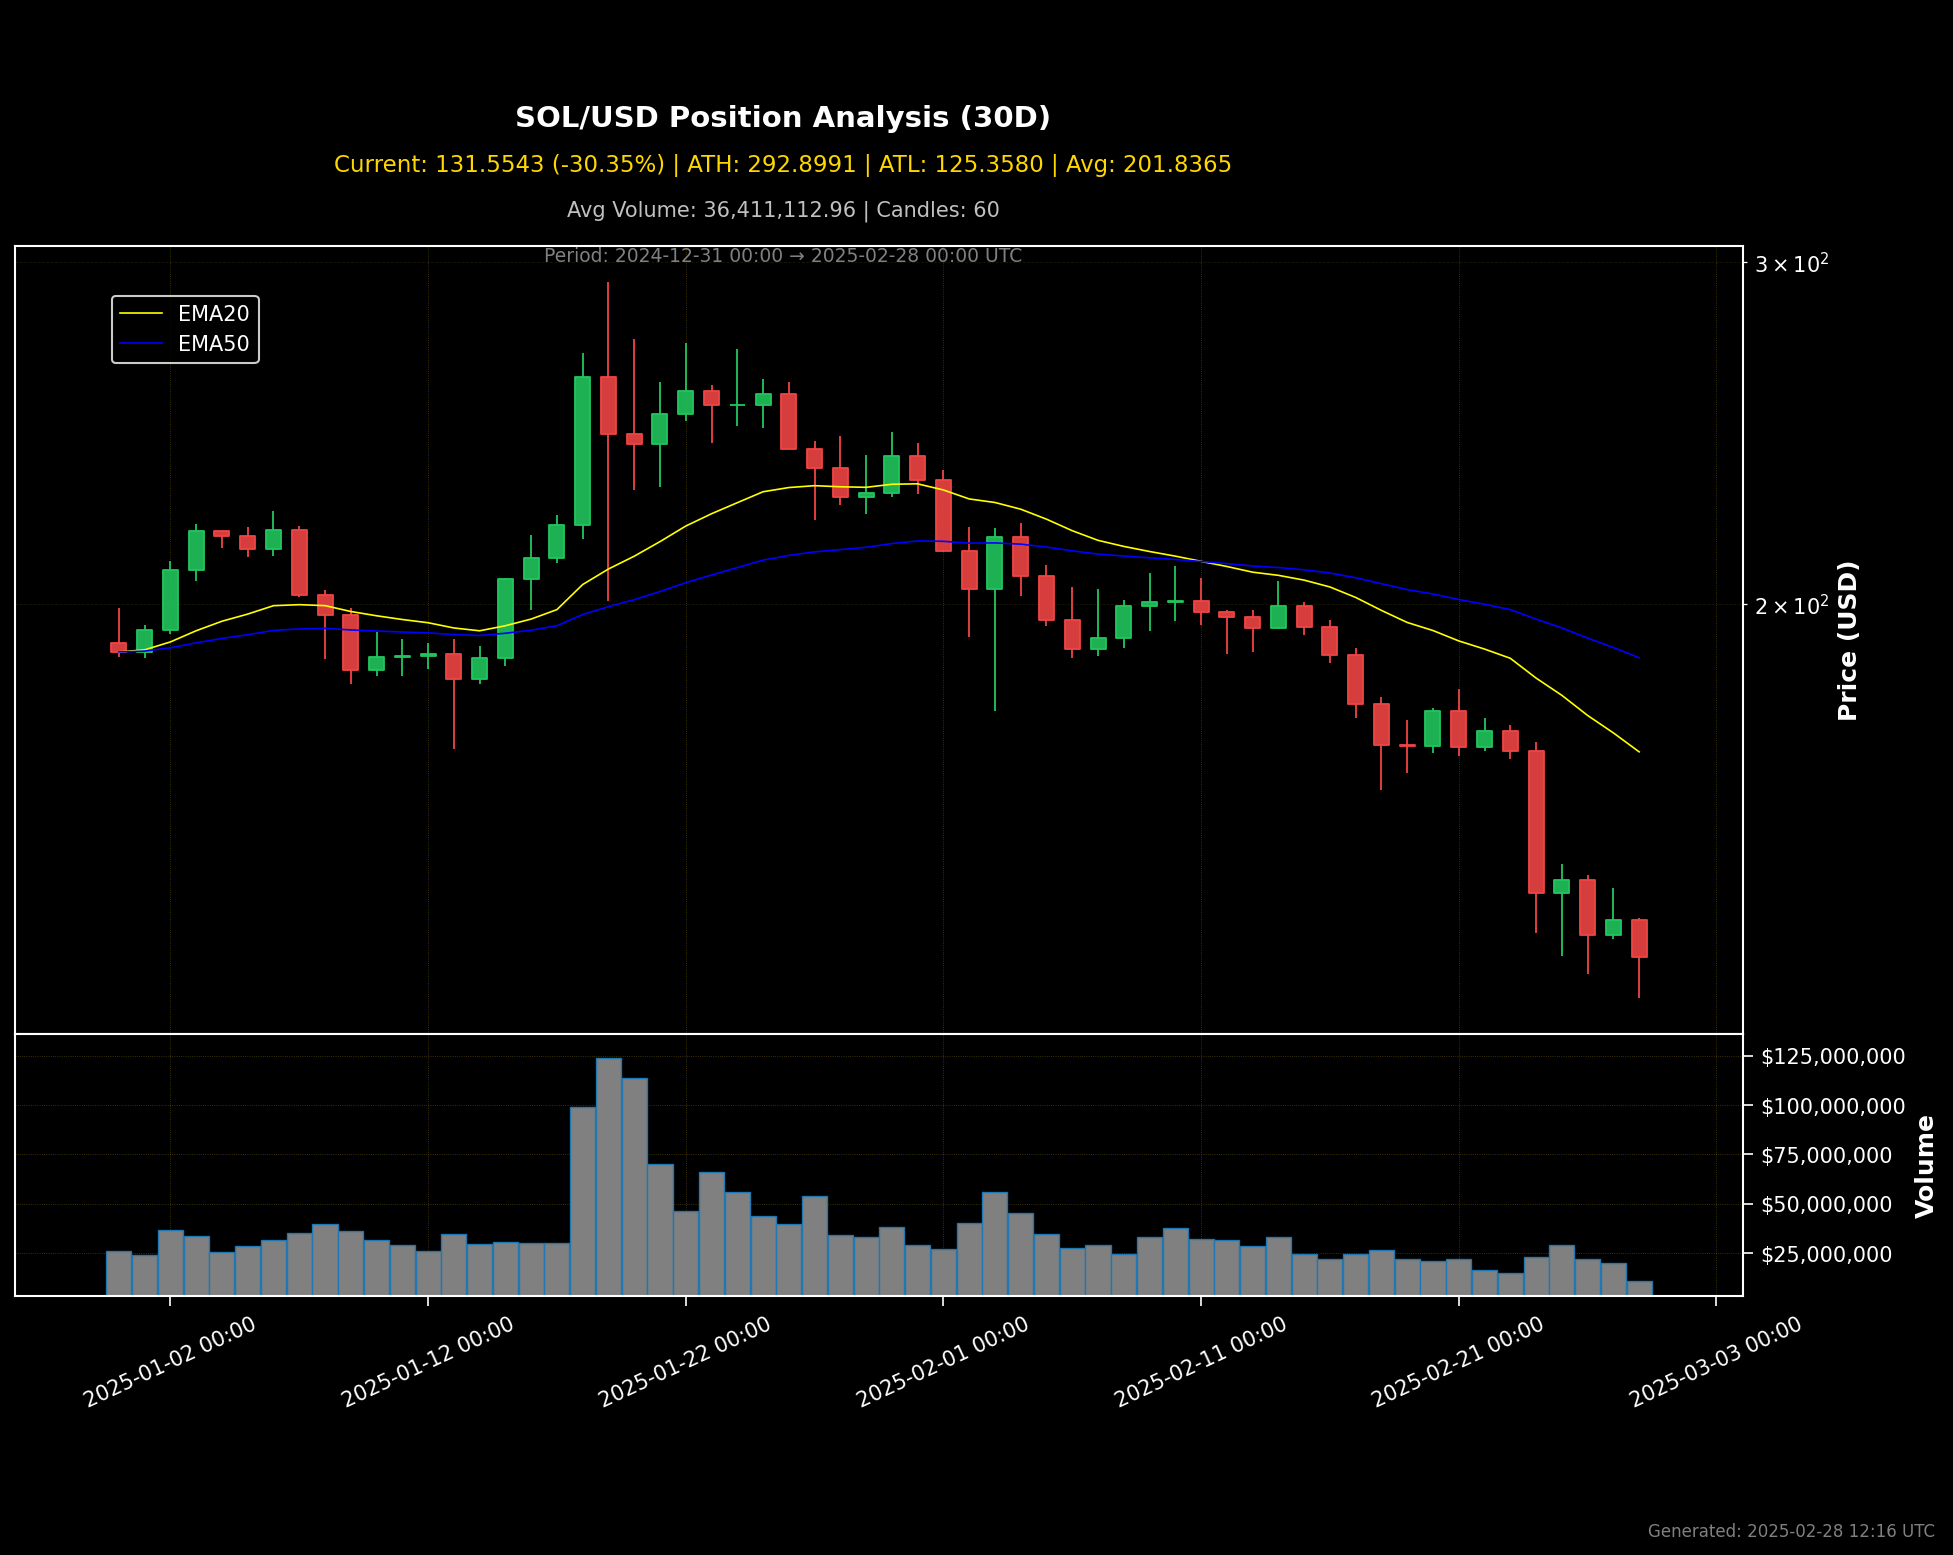 SOL/USD Position Analysis (30D)
Current: 131.5543 (-30.35%) | ATH: 292.8991 | ATL: 125.3580 | Avg: 201.8365
Avg Volume: 36,411,112.96 | Candles: 60
Period: 2024-12-31 00:00 → 2025-02-28 00:00 UTC
EMA20
EMA50
3 × 10²
2 × 10²
Price (USD)
$125,000,000
$100,000,000
$75,000,000
$50,000,000
$25,000,000
Volume
2025-01-02 00:00
2025-01-12 00:00
2025-01-22 00:00
2025-02-01 00:00
2025-02-11 00:00
2025-02-21 00:00
2025-03-03 00:00
Generated: 2025-02-28 12:16 UTC